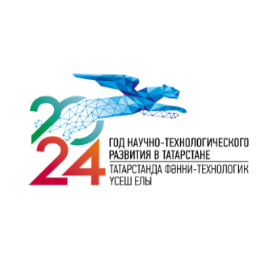 2024
ГОД НАУЧНО-ТЕХНОЛОГИЧЕСКОГО
РАЗВИТИЯ В ТАТАРСТАНЕ
ТАТАРСТАНДА ФӘННИ-ТЕХНОЛОГИК
ҮСЕШ ЕЛЫ